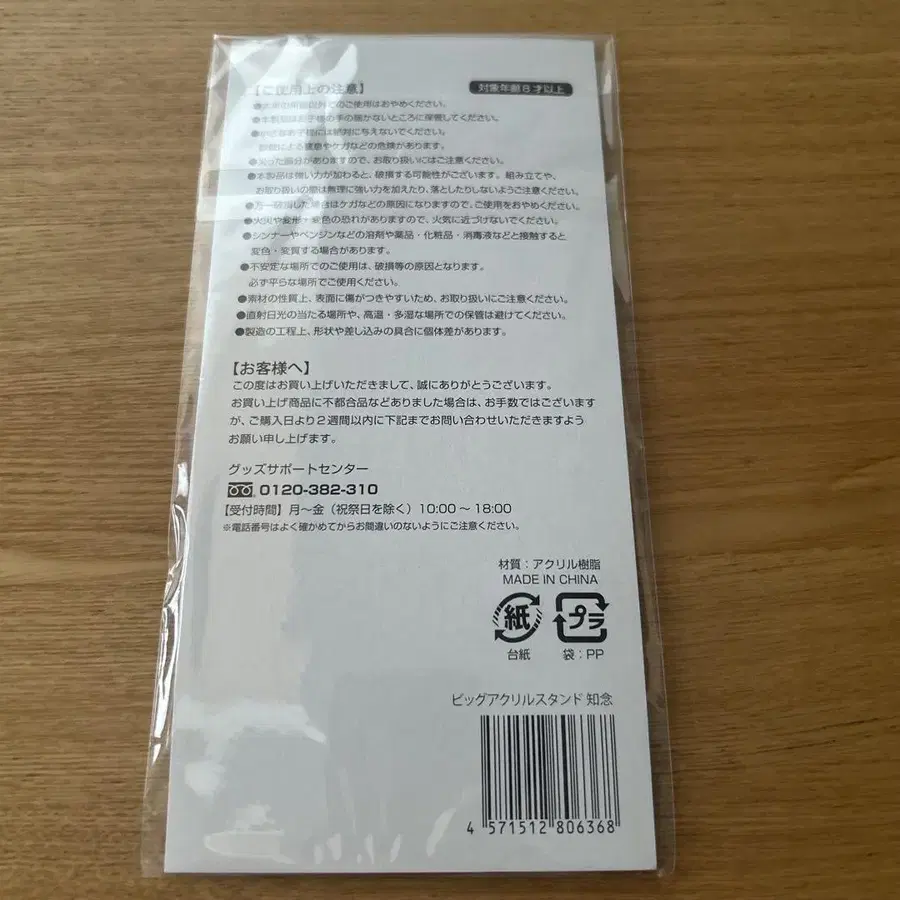 【ご使用上の注意】 対象年齢8才以上
●本来の用途以外でのご使用はおやめください。
●本製品はお子様の手の届かないところに保管してください。
●小さなお子様には絶対に与えないでください。
誤飲による窒息やケガなどの危険があります。
●尖った部分がありますので、お取り扱いにはご注意ください。
●本製品は強い力が加わると、破損する可能性がございます。組み立てや、
お取り扱いの際は無理に強い力を加えたり、落としたりしないようご注意ください。
●万一破損した場合はケガなどの原因になりますので、ご使用をおやめください。
●火災や変形・変色の恐れがありますので、火気に近づけないでください。
●シンナーやベンジンなどの溶剤や薬品・化粧品・消毒液などと接触すると
変色・変質する場合があります。
●不安定な場所でのご使用は、破損等の原因となります。
必ず平らな場所でご使用ください。
●素材の性質上、表面に傷がつきやすいため、お取り扱いにご注意ください。
●直射日光の当たる場所や、高温・多湿な場所での保管は避けてください。
●製造の工程上、形状や差し込みの具合に個体差があります。
【お客様へ】
この度はお買い上げいただきまして、誠にありがとうございます。
お買い上げ商品に不都合品などありました場合は、お手数ではございます
が、ご購入日より2週間以内に下記までお問い合わせいただきますよう
お願い申し上げます。
グッズサポートセンター
0120-382-310
【受付時間】月〜金（祝祭日を除く）10:00〜18:00
※電話番号はよく確かめてからお間違いのないようにご注意ください。
材質：アクリル樹脂
MADE IN CHINA
紙 プラ
台紙 袋：PP
ビッグアクリルスタンド 知念
4 571512 806368